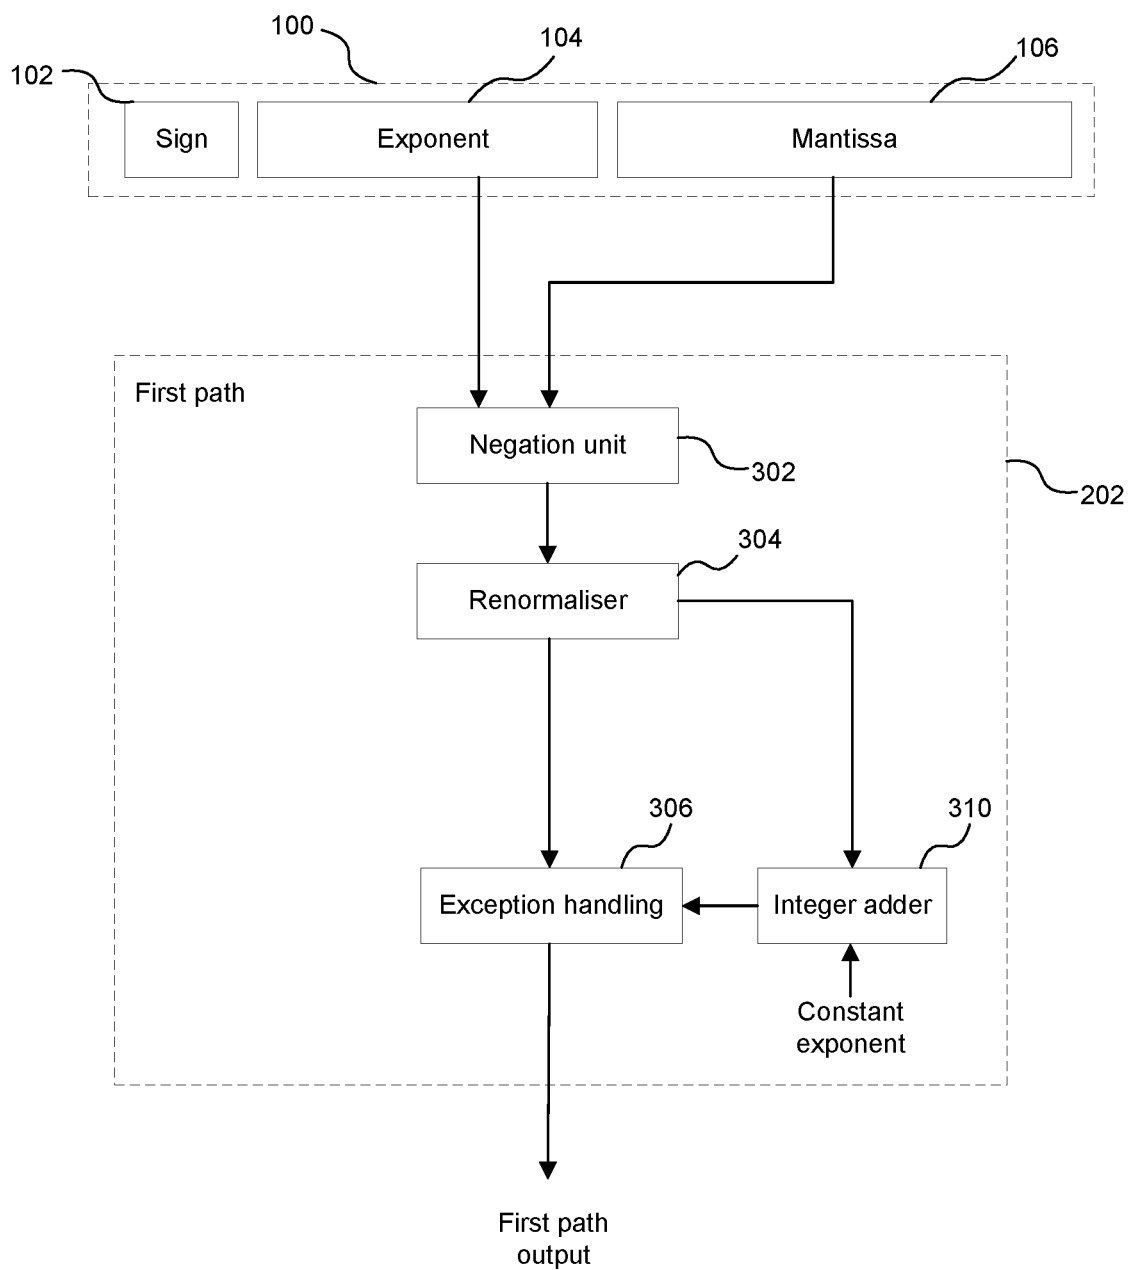 100
104
106
102
Sign
Exponent
Mantissa
First path
Negation unit
302
202
304
Renormaliser
306
310
Exception handling
Integer adder
Constant
exponent
First path
output